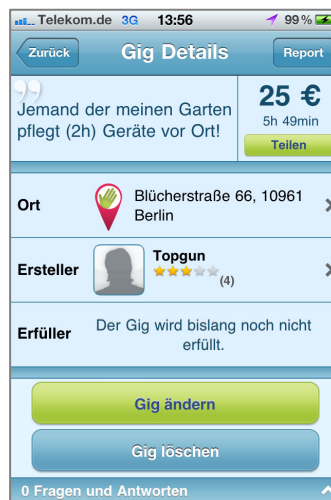 Telekom.de 3G 13:56 99%
Zurück Gig Details Report
Jemand der meinen Garten
pflegt (2h) Geräte vor Ort!
25 €
5h 49min
Teilen
Ort
Blücherstraße 66, 10961
Berlin
Ersteller
Topgun
(4)
Erfüller
Der Gig wird bislang noch nicht
erfüllt.
Gig ändern
Gig löschen
0 Fragen und Antworten